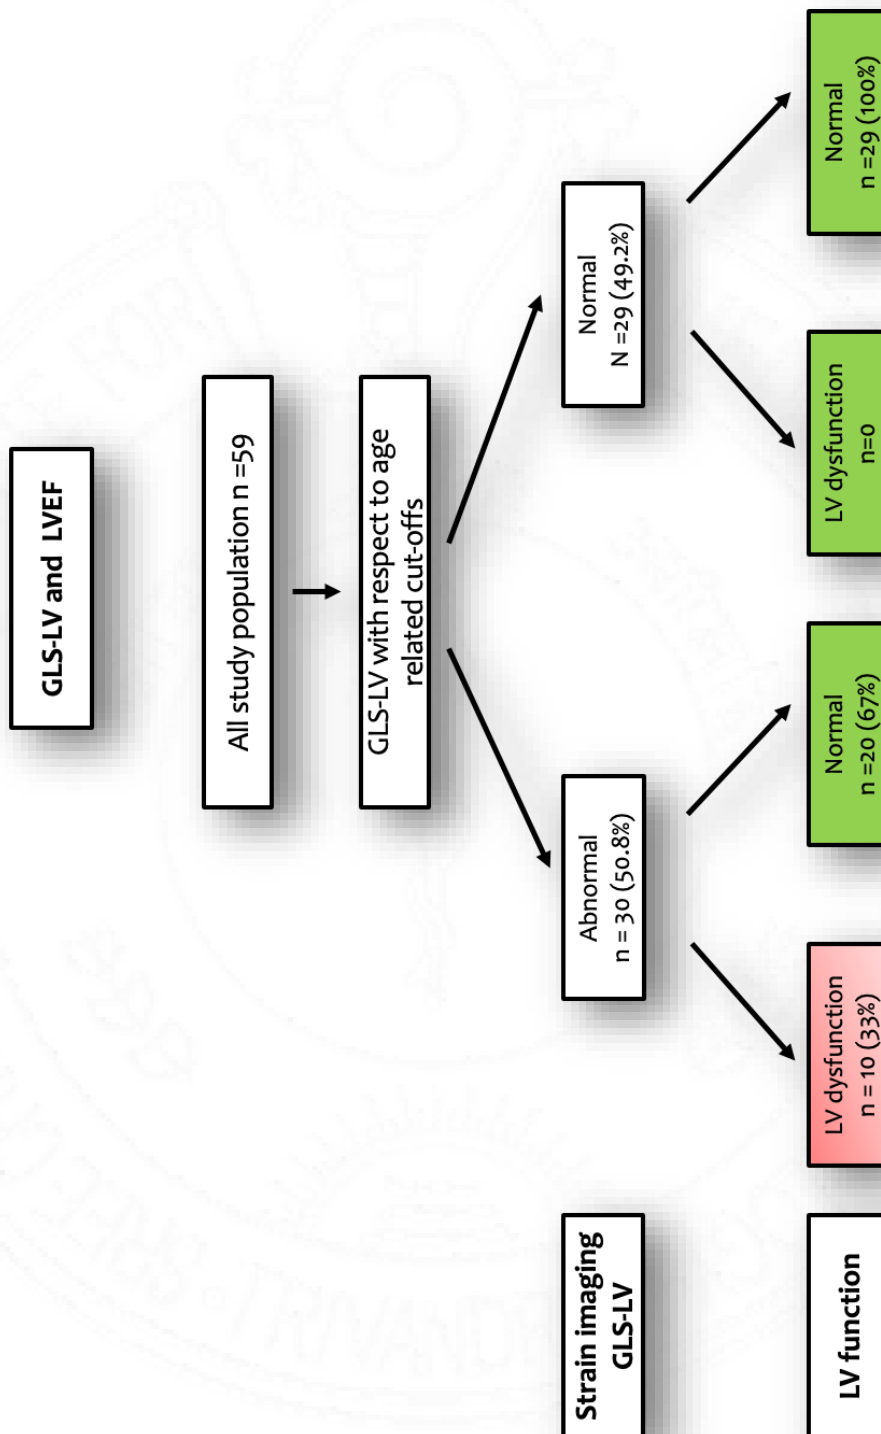 GLS-LV and LVEF
All study population n =59
GLS-LV with respect to age
related cut-offs
Strain imaging
GLS-LV
Abnormal
n = 30 (50.8%)
Normal
N =29 (49.2%)
LV function
LV dysfunction
n = 10 (33%)
Normal
n =20 (67%)
LV dysfunction
n=0
Normal
n =29 (100%)
TRIVANDR